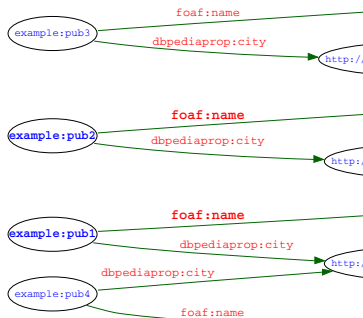 foaf:name
example:pub3
dbpediaprop:city
http://
foaf:name
example:pub2
dbpediaprop:city
http:/
foaf:name
example:pub1
dbpediaprop:city
http:/
dbpediaprop:city
example:pub4
foaf:name